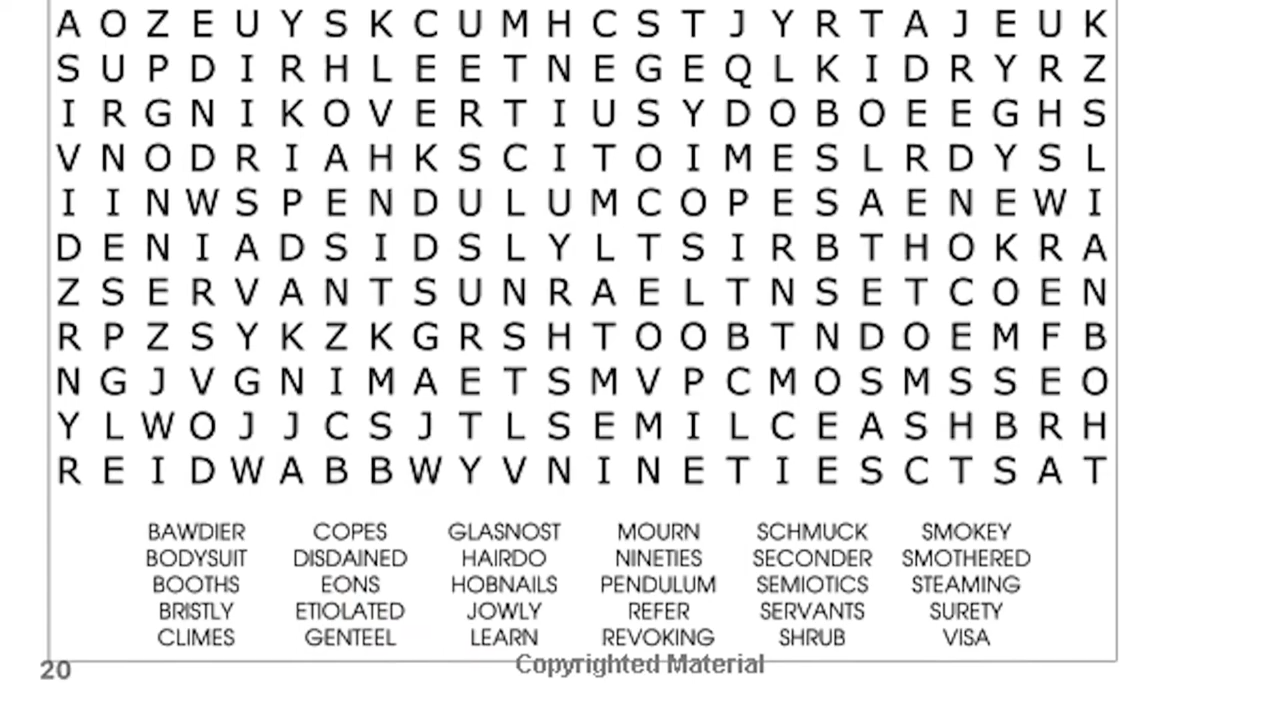 A O Z E U Y S K C U M H C S T J Y R T A J E U K
S U P D I R H L E E T N E G E Q L K I D R Y R Z
I R G N I K O V E R T I U S Y D O B O E E G H S
V N O D R I A H K S C I T O I M E S L R D Y S L
I I N W S P E N D U L U M C O P E S A E N E W I
D E N I A D S I D S L Y L T S I R B T H O K R A
Z S E R V A N T S U N R A E L T N S E T C O E N
R P Z S Y K Z K G R S H T O O B T N D O E M F B
N G J V G N I M A E T S M V P C M O S M S S E O
Y L W O J J C S J T L S E M I L C E A S H B R H
R E I D W A B B W Y V N I N E T I E S C T S A T
BAWDIER COPES GLASNOST MOURN SCHMUCK SMOKEY
BODYSUIT DISDAINED HAIRDO NINETIES SECONDER SMOTHERED
BOOTHS EONS HOBNAILS PENDULUM SEMIOTICS STEAMING
BRISTLY ETIOLATED JOWLY REFER SERVANTS SURETY
CLIMES GENTEEL LEARN REVOKING SHRUB VISA
20 Copyrighted Material